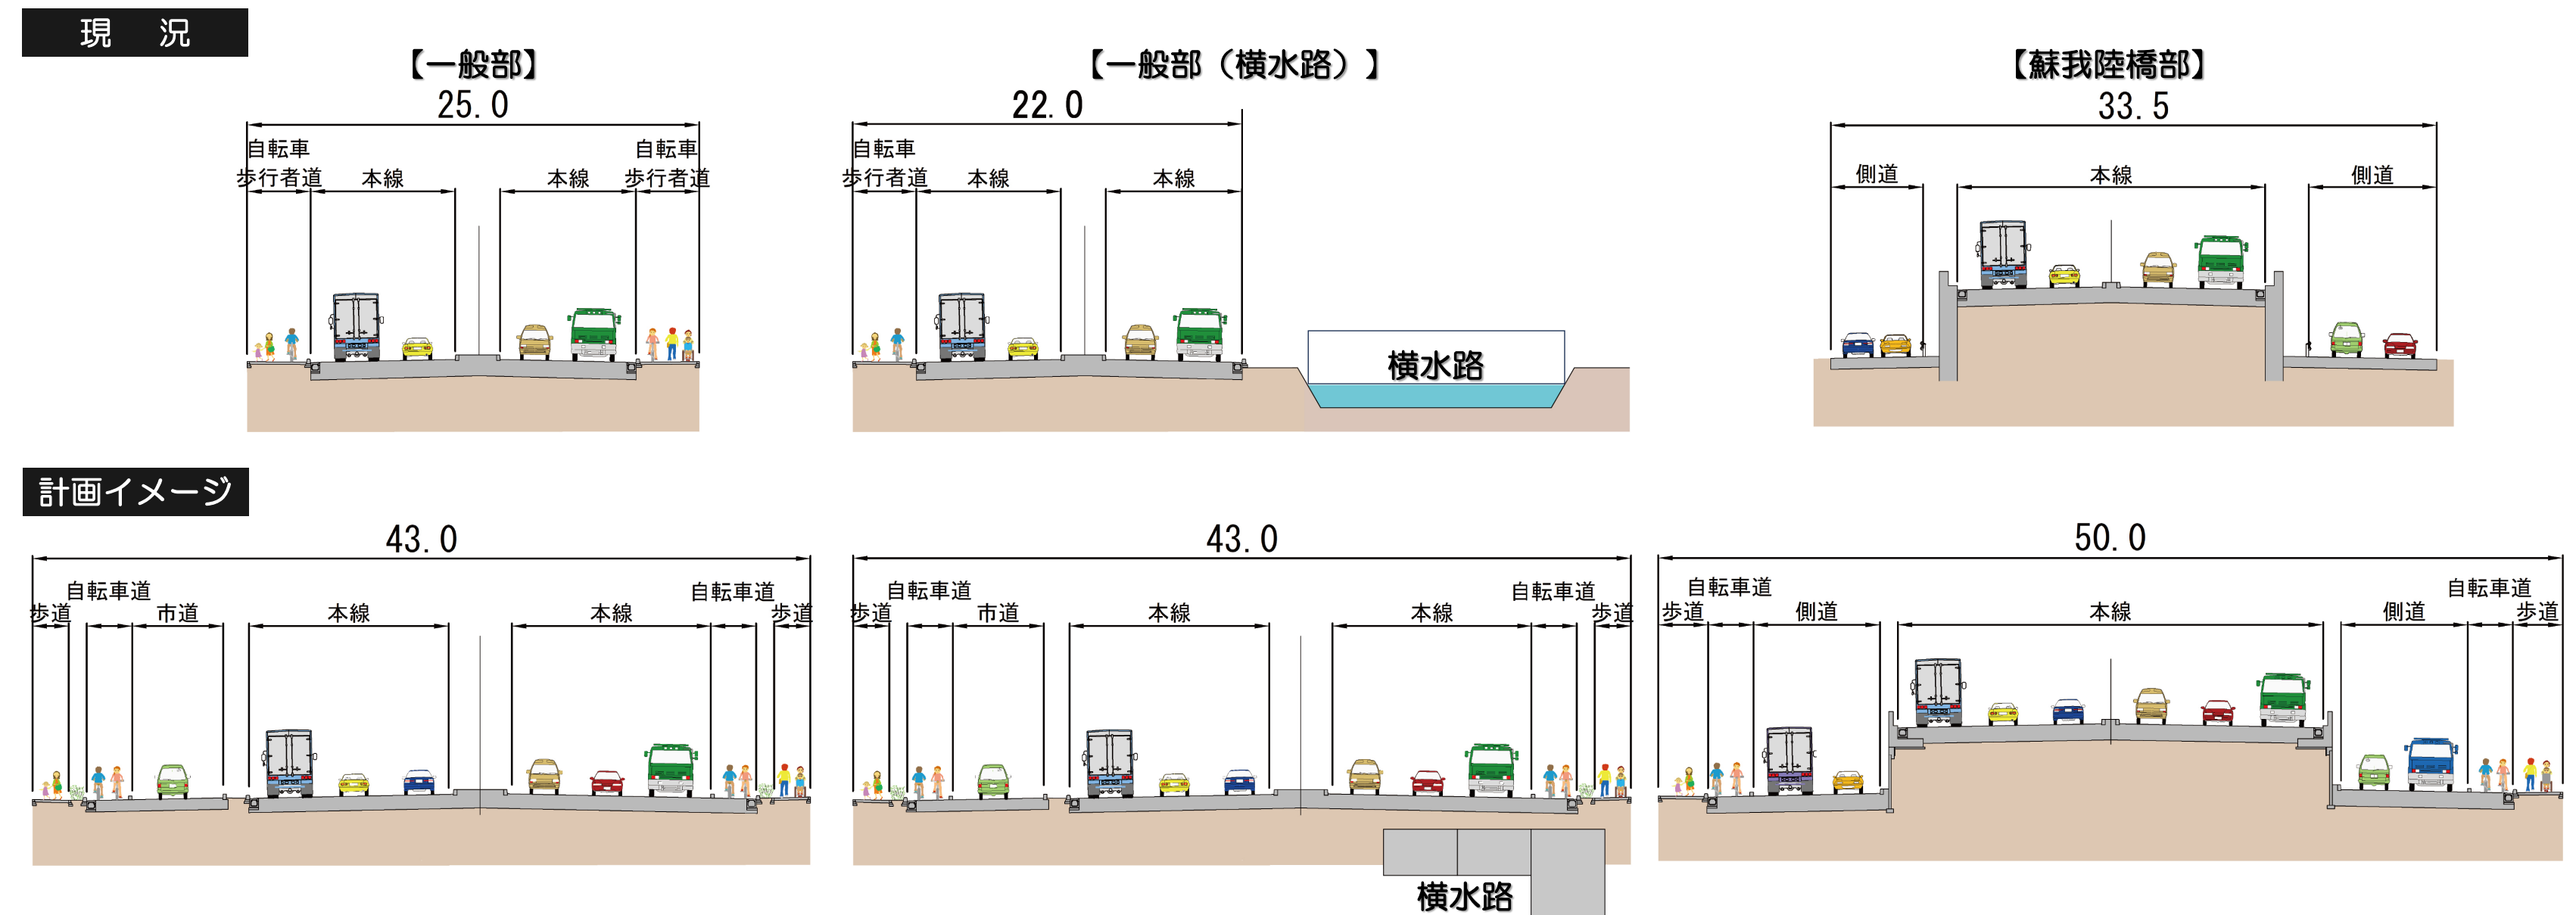 現 況
【一般部】
25.0
自転車
歩行者道
本線
本線
自転車
歩行者道
【一般部（横水路）】
22.0
自転車
歩行者道
本線
本線
横水路
【蘇我陸橋部】
33.5
側道
本線
側道
計画イメージ
43.0
歩道
自転車道
市道
本線
本線
自転車道
歩道
43.0
歩道
自転車道
市道
本線
本線
自転車道
歩道
横水路
50.0
歩道
自転車道
側道
本線
側道
自転車道
歩道